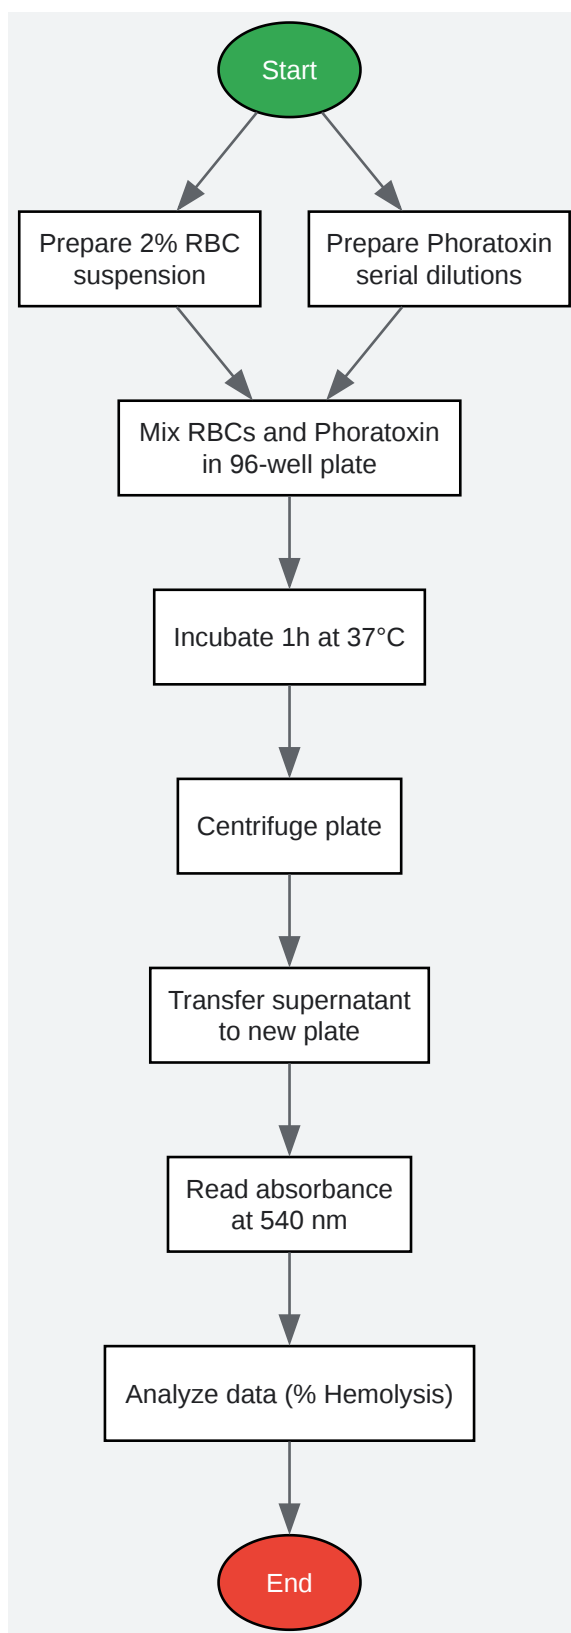 Start
Prepare 2% RBC
suspension
Prepare Phoratoxin
serial dilutions
Mix RBCs and Phoratoxin
in 96-well plate
Incubate 1h at 37°C
Centrifuge plate
Transfer supernatant
to new plate
Read absorbance
at 540 nm
Analyze data (% Hemolysis)
End